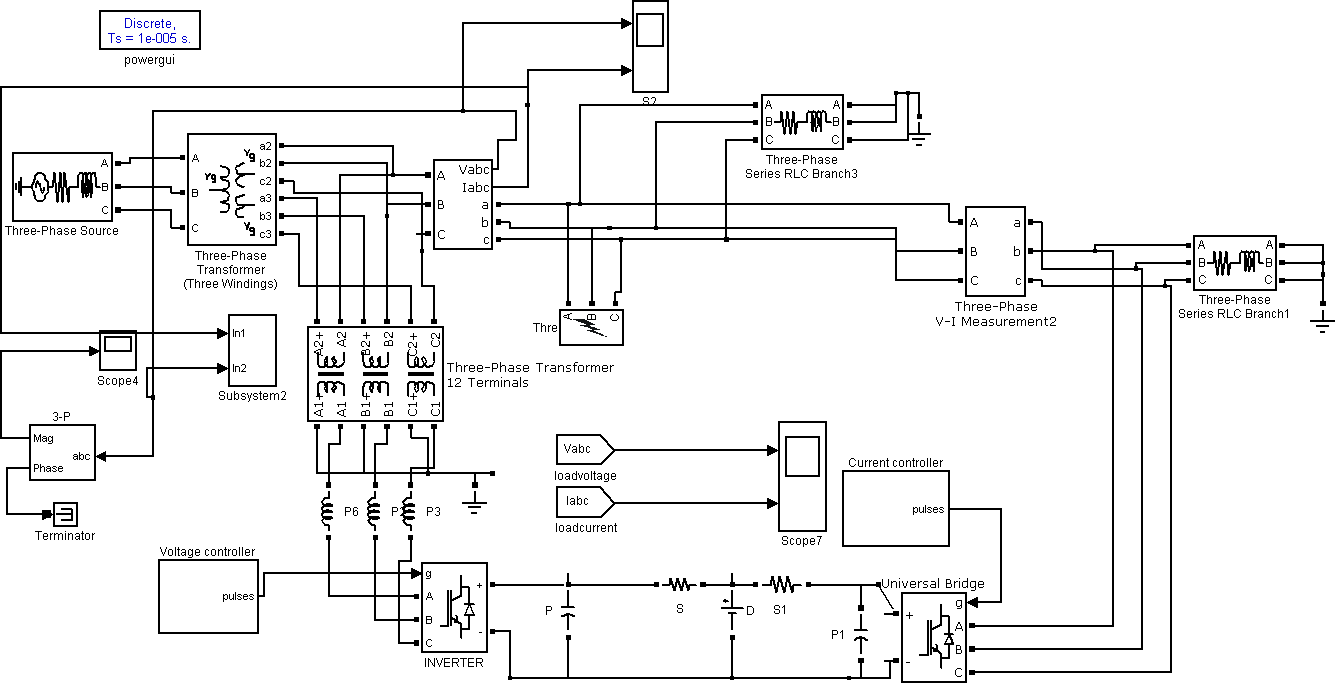 Discrete,
Ts = 1e-005 s.
powergui
S2
A
B
C
Three-Phase Source
A
B
C
Yg
Yg
Yg
a2
b2
c2
a3
b3
c3
Three-Phase
Transformer
(Three Windings)
A
B
C
Vabc
Iabc
a
b
c
A
B
C
A
B
C
Three-Phase
Series RLC Branch3
A
B
C
a
b
c
Three-Phase
V-I Measurement2
A
B
C
A
B
C
Three-Phase
Series RLC Branch1
A
B
C
Thre
Scope4
In1
In2
Subsystem2
A2+
A2
B2+
B2
C2+
C2
A1+
A1
B1+
B1
C1+
C1
Three-Phase Transformer
12 Terminals
3-P
Mag
Phase
abc
Terminator
P6
P3
Vabc
loadvoltage
Iabc
loadcurrent
Scope7
Current controller
pulses
Voltage controller
pulses
g
A
B
C
+
-
INVERTER
P
S
D
S1
P1
Universal Bridge
g
A
B
C
+
-